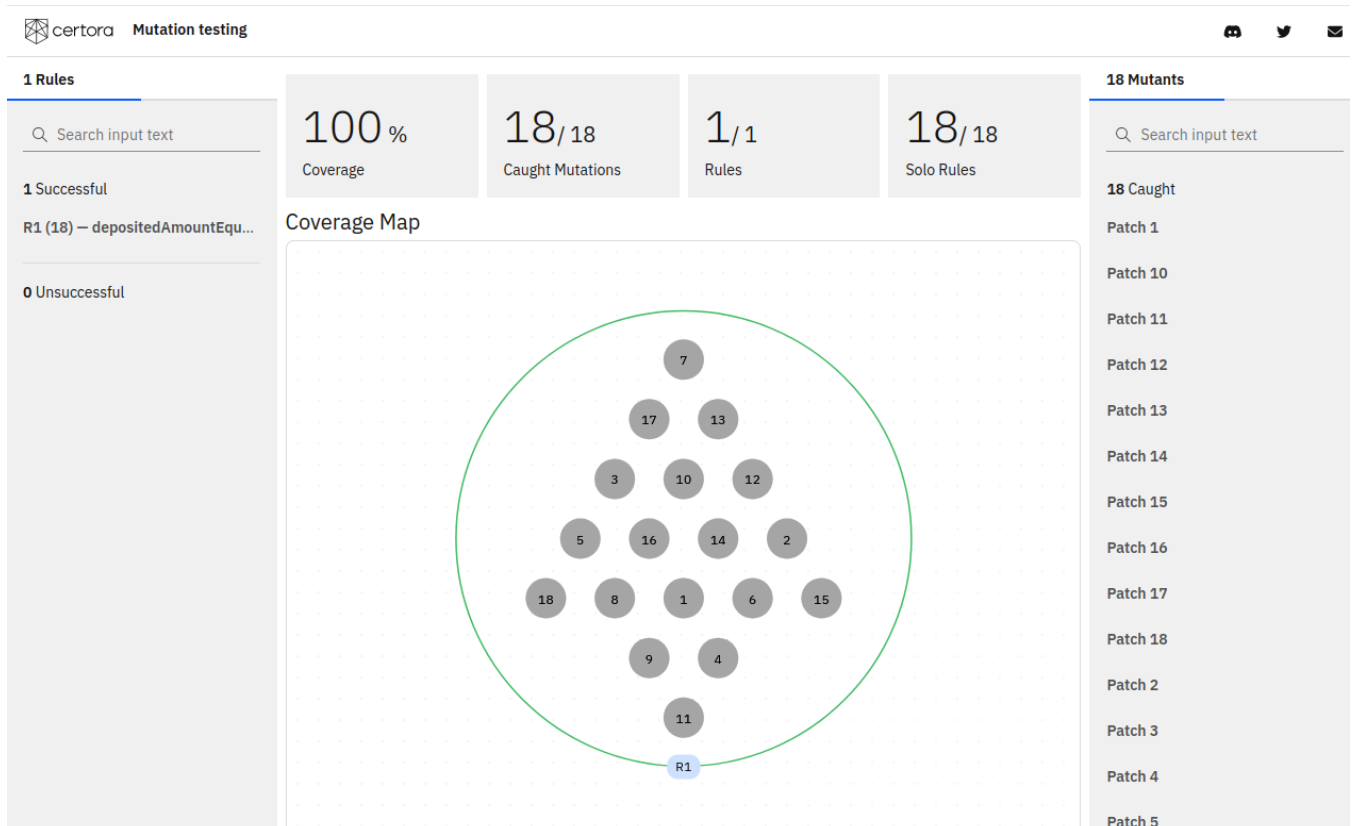 certora Mutation testing
1 Rules
Search input text
1 Successful
R1 (18) — depositedAmountEqu...
0 Unsuccessful
100 %
Coverage
18/ 18
Caught Mutations
1/ 1
Rules
18/ 18
Solo Rules
Coverage Map
7
17 13
3 10 12
5 16 14 2
18 8 1 6 15
9 4
11
R1
18 Mutants
Search input text
18 Caught
Patch 1
Patch 10
Patch 11
Patch 12
Patch 13
Patch 14
Patch 15
Patch 16
Patch 17
Patch 18
Patch 2
Patch 3
Patch 4
Patch 5